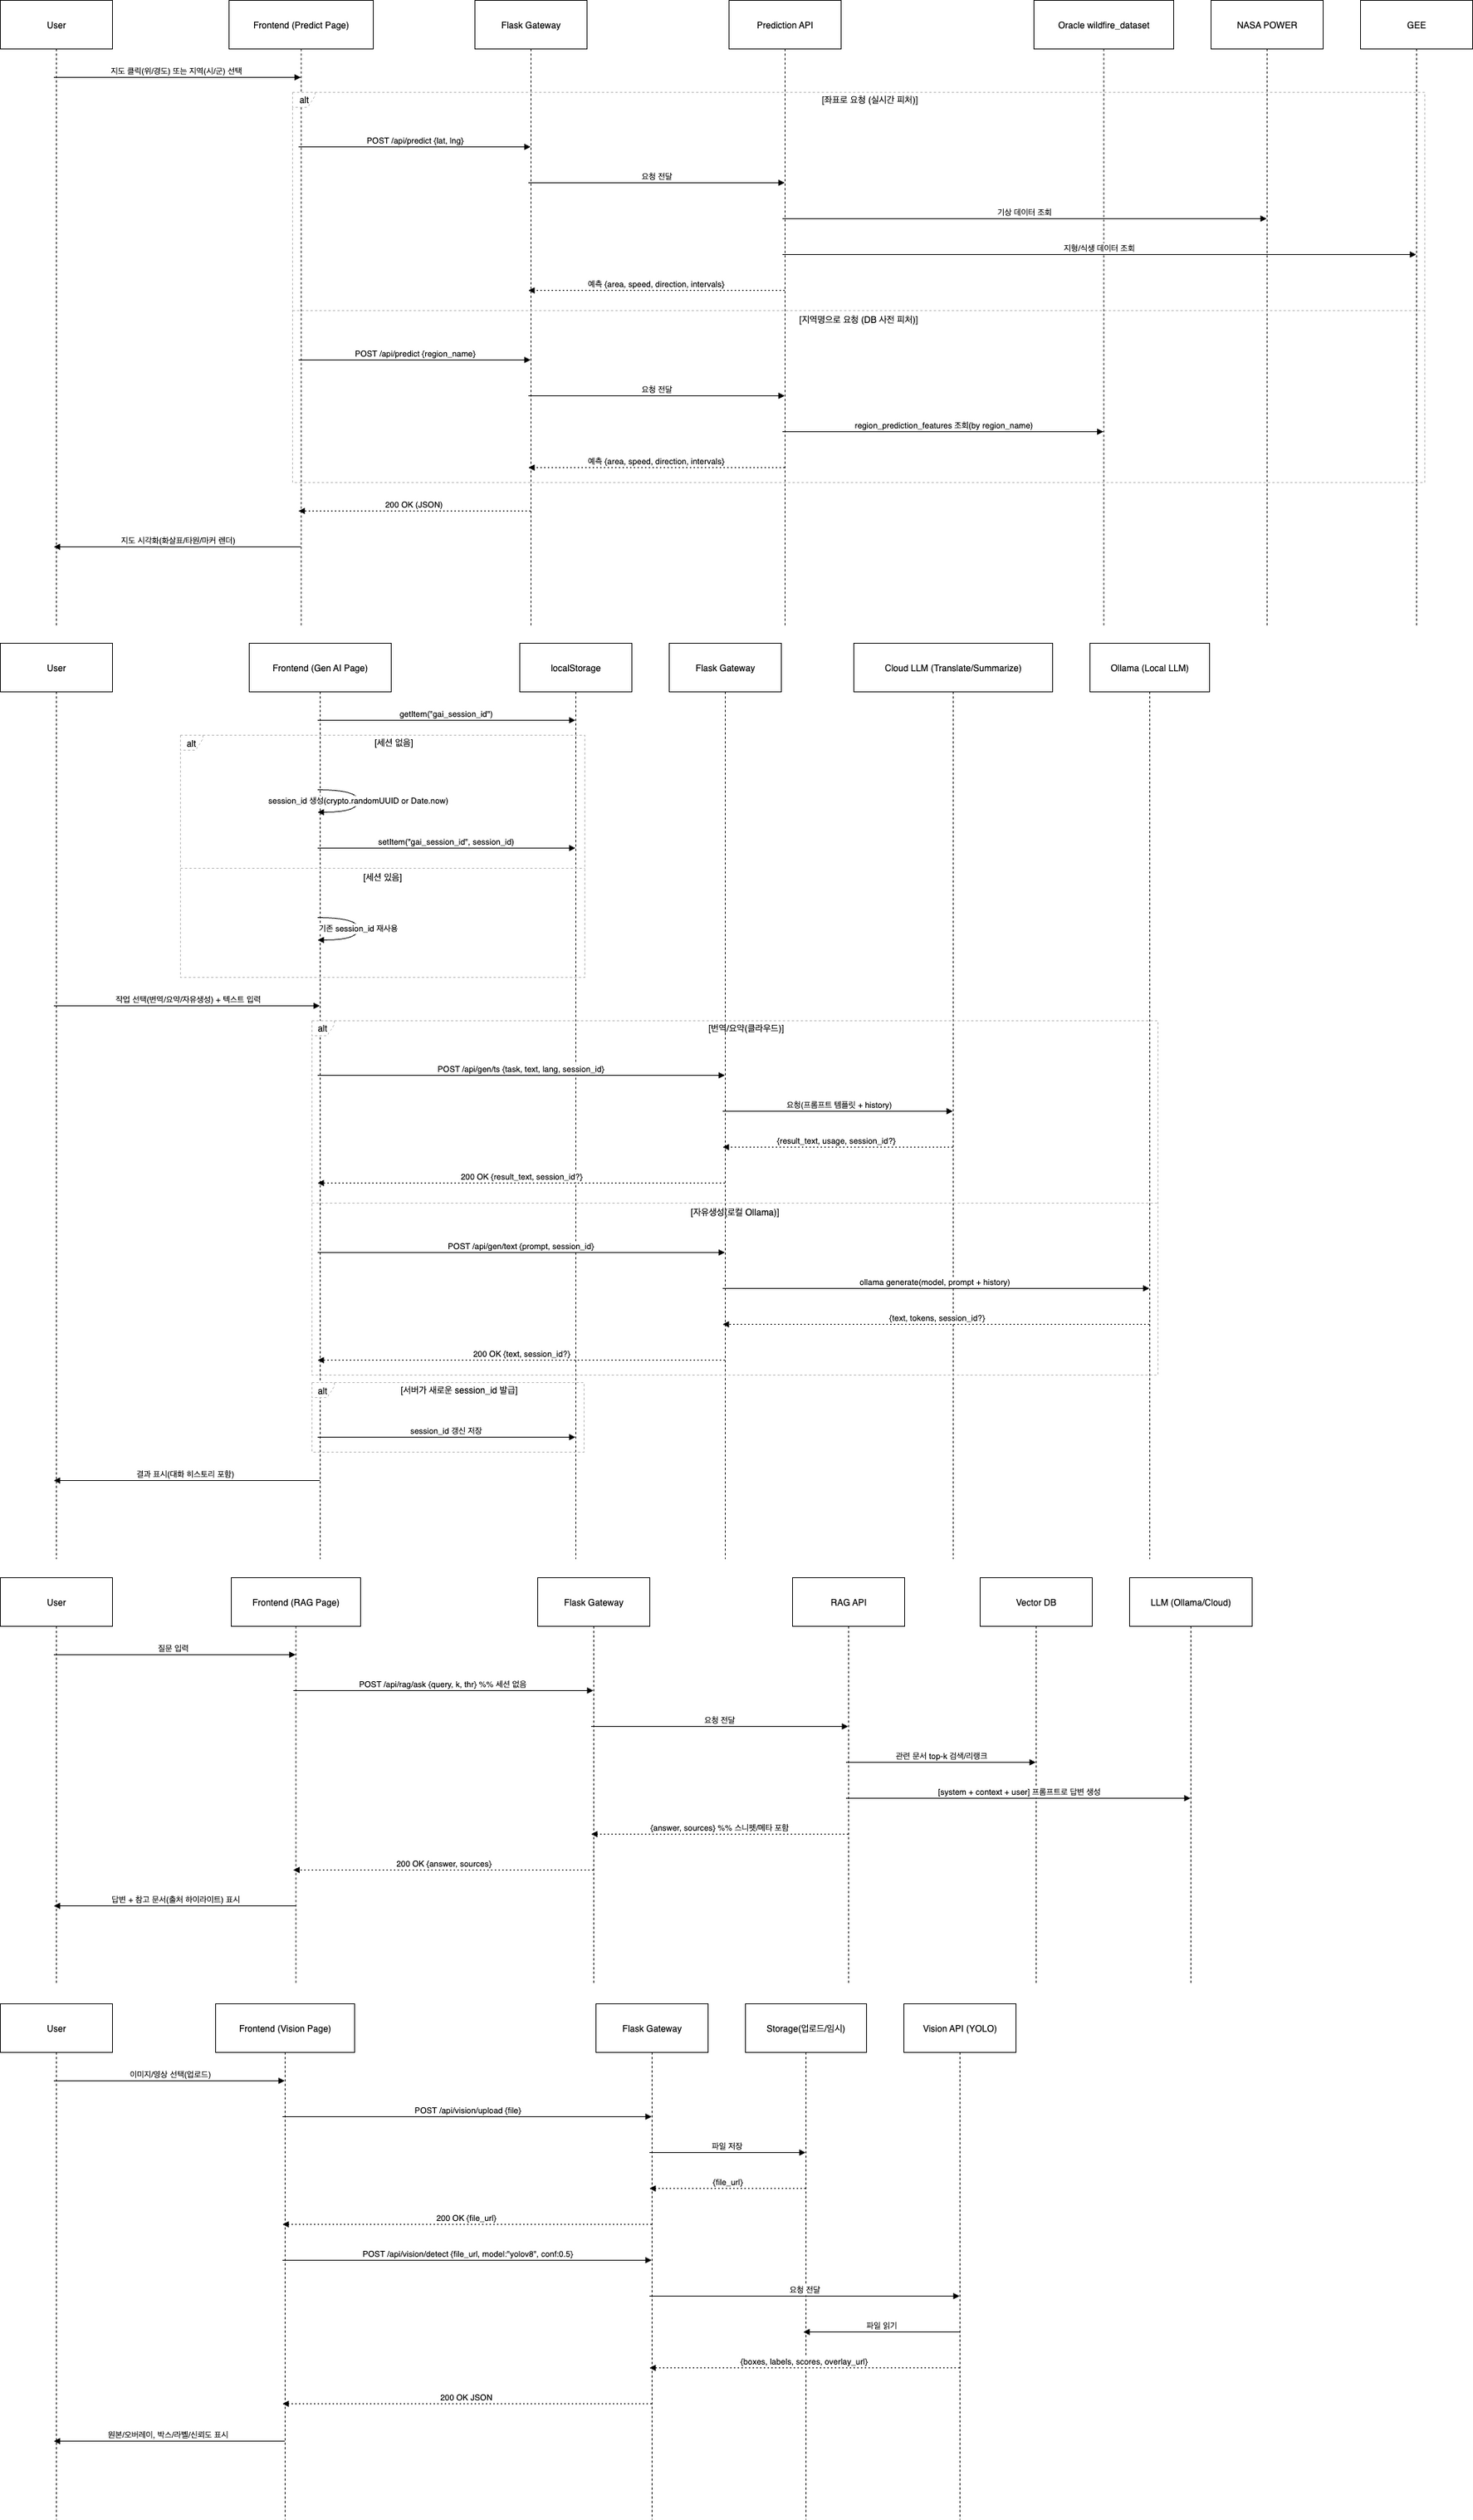 User
Frontend (Predict Page)
Flask Gateway
Prediction API
Oracle wildfire_dataset
NASA POWER
GEE
지도 클릭(위/경도) 또는 지역(시/군) 선택
alt
[좌표로 요청 (실시간 피처)]
POST /api/predict {lat, lng}
요청 전달
기상 데이터 조회
지형/식생 데이터 조회
예측 {area, speed, direction, intervals}
[지역명으로 요청 (DB 사전 피처)]
POST /api/predict {region_name}
요청 전달
region_prediction_features 조회(by region_name)
예측 {area, speed, direction, intervals}
200 OK (JSON)
지도 시각화(화살표/타원/마커 렌더)
User
Frontend (Gen AI Page)
localStorage
Flask Gateway
Cloud LLM (Translate/Summarize)
Ollama (Local LLM)
getItem("gai_session_id")
alt
[세션 없음]
session_id 생성(crypto.randomUUID or Date.now)
setItem("gai_session_id", session_id)
[세션 있음]
기존 session_id 재사용
작업 선택(번역/요약/자유생성) + 텍스트 입력
alt
[번역/요약(클라우드)]
POST /api/gen/ts {task, text, lang, session_id}
요청(프롬프트 템플릿 + history)
{result_text, usage, session_id?}
200 OK {result_text, session_id?}
[자유생성(로컬 Ollama)]
POST /api/gen/text {prompt, session_id}
ollama generate(model, prompt + history)
{text, tokens, session_id?}
200 OK {text, session_id?}
alt
[서버가 새로운 session_id 발급]
session_id 갱신 저장
결과 표시(대화 히스토리 포함)
User
Frontend (RAG Page)
Flask Gateway
RAG API
Vector DB
LLM (Ollama/Cloud)
질문 입력
POST /api/rag/ask {query, k, thr} %% 세션 없음
요청 전달
관련 문서 top-k 검색/리랭크
[system + context + user] 프롬프트로 답변 생성
{answer, sources} %% 스니펫/메타 포함
200 OK {answer, sources}
답변 + 참고 문서(출처 하이라이트) 표시
User
Frontend (Vision Page)
Flask Gateway
Storage(업로드/임시)
Vision API (YOLO)
이미지/영상 선택(업로드)
POST /api/vision/upload {file}
파일 저장
{file_url}
200 OK {file_url}
POST /api/vision/detect {file_url, model:"yolov8", conf:0.5}
요청 전달
파일 읽기
{boxes, labels, scores, overlay_url}
200 OK JSON
원본/오버레이, 박스/라벨/신뢰도 표시